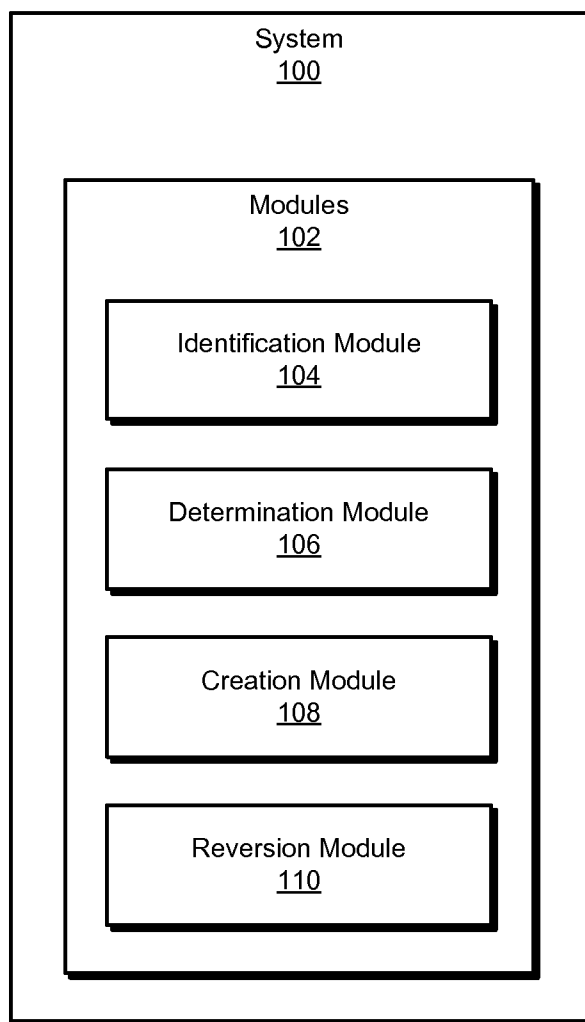 System
100
Modules
102
Identification Module
104
Determination Module
106
Creation Module
108
Reversion Module
110